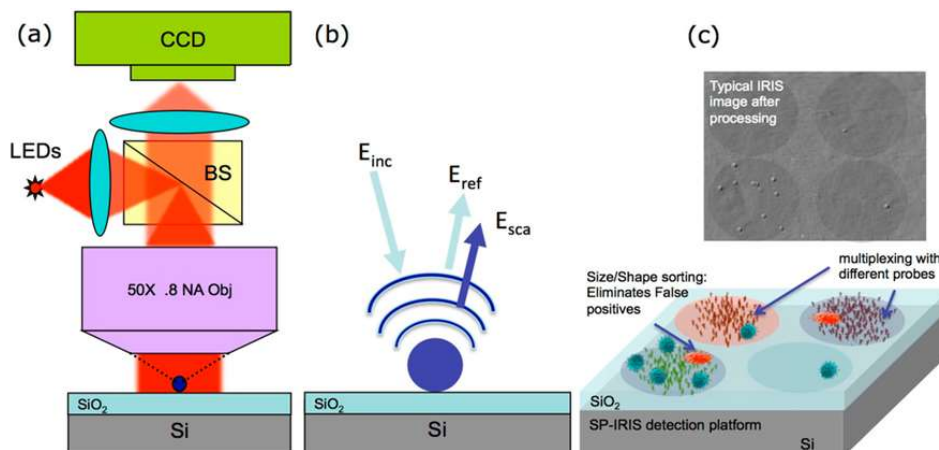 (a)
CCD
LEDs
BS
50X .8 NA Obj
SiO2
Si
(b)
Einc
Eref
Esca
SiO2
Si
(c)
Typical IRIS
image after
processing
Size/Shape sorting:
Eliminates False
positives
multiplexing with
different probes
SiO2
SP-IRIS detection platform
Si